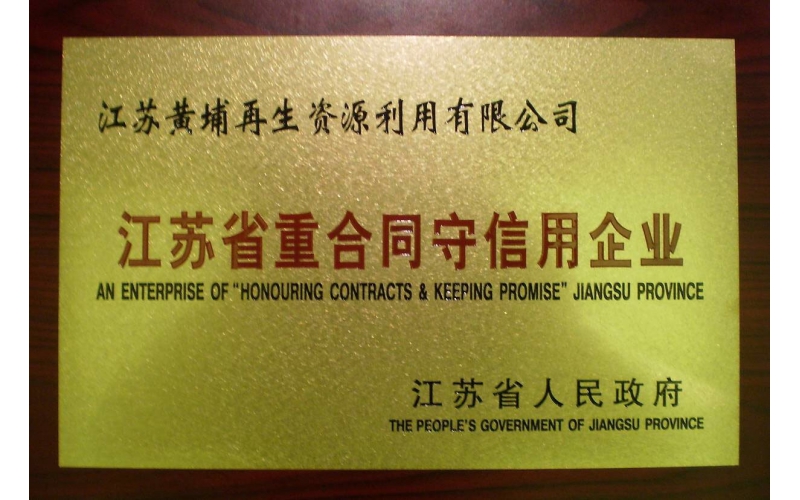 江苏黄埔再生资源利用有限公司
江苏省重合同守信用企业
AN ENTERPRISE OF "HONOURING CONTRACTS & KEEPING PROMISE" JIANGSU PROVINCE
江苏省人民政府
THE PEOPLE'S GOVERNMENT OF JIANGSU PROVINCE